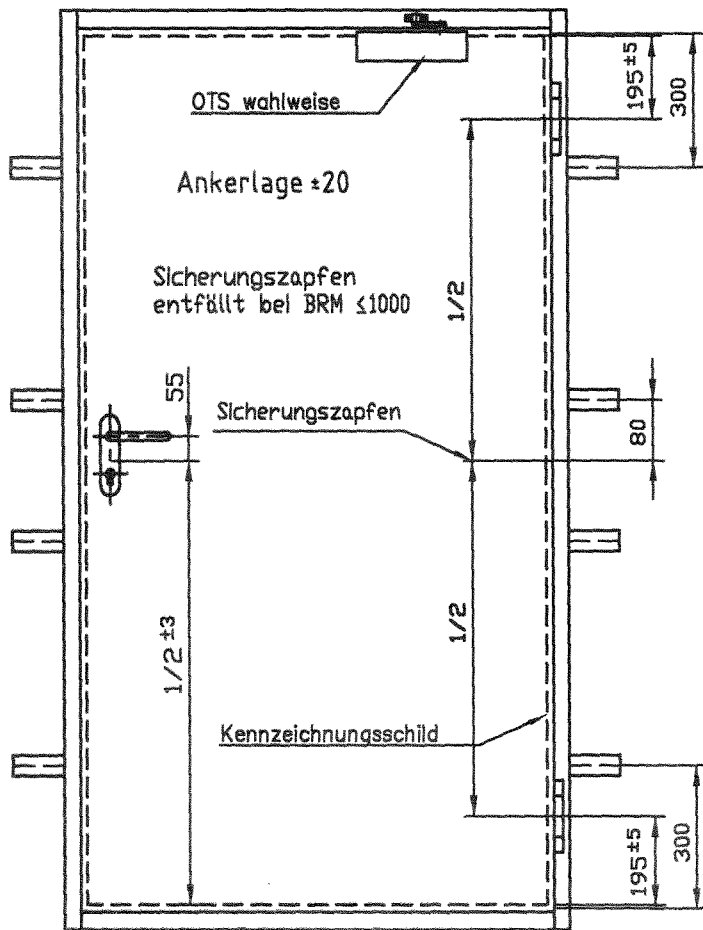 195±5
300
OTS wahlweise
Ankerlage ±20
Sicherungszapfen
entfällt bei BRM ≤1000
1/2
55
Sicherungszapfen
80
1/2 ±3
1/2
Kennzeichnungsschild
195±5
300